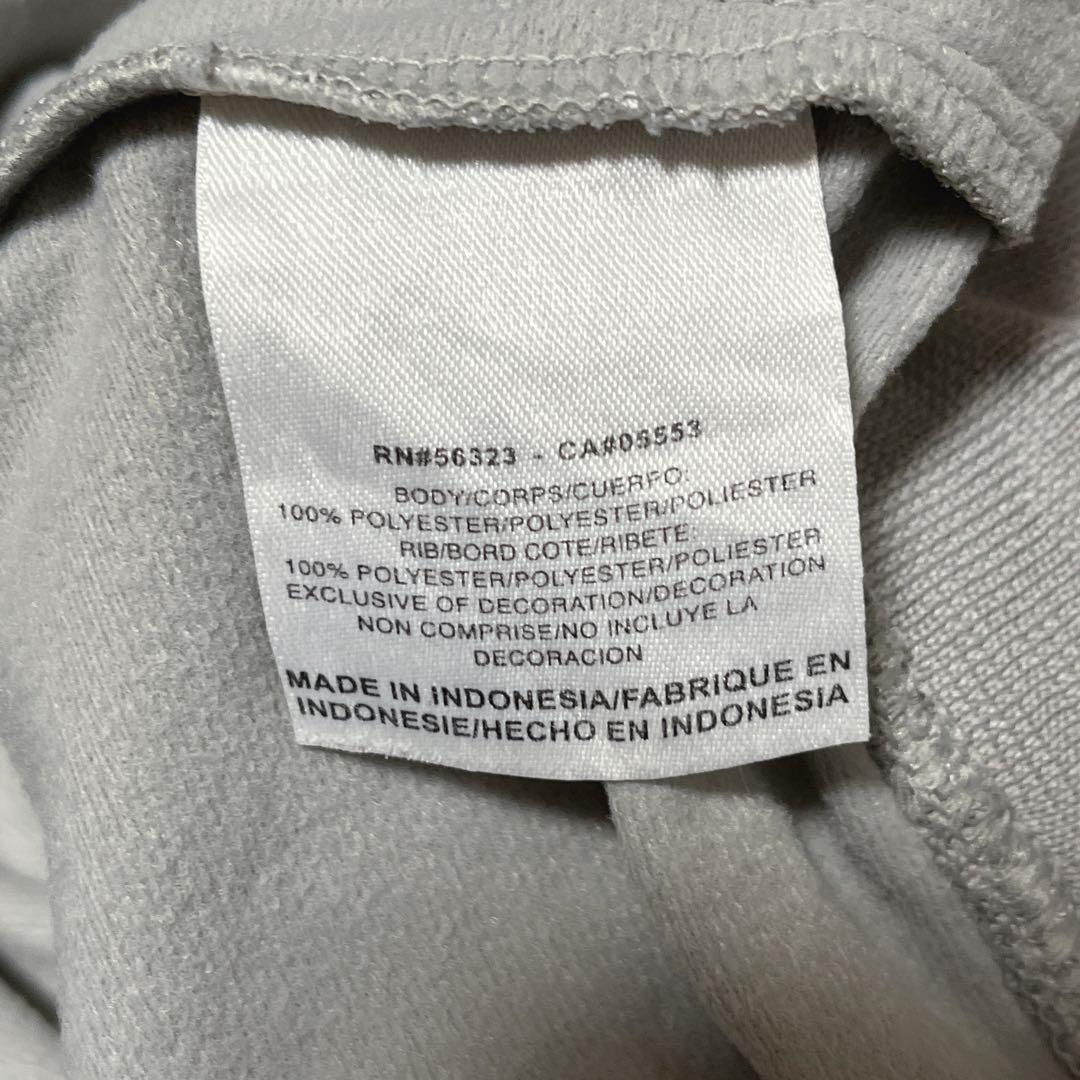 RN#56323 - CA#05553
BODY/CORPS/CUERPO:
100% POLYESTER/POLYESTER/POLIESTER
RIB/BORD COTE/RIBETE:
100% POLYESTER/POLYESTER/POLIESTER
EXCLUSIVE OF DECORATION/DECORATION
NON COMPRISE/NO INCLUYE LA
DECORACION
MADE IN INDONESIA/FABRIQUE EN
INDONESIE/HECHO EN INDONESIA